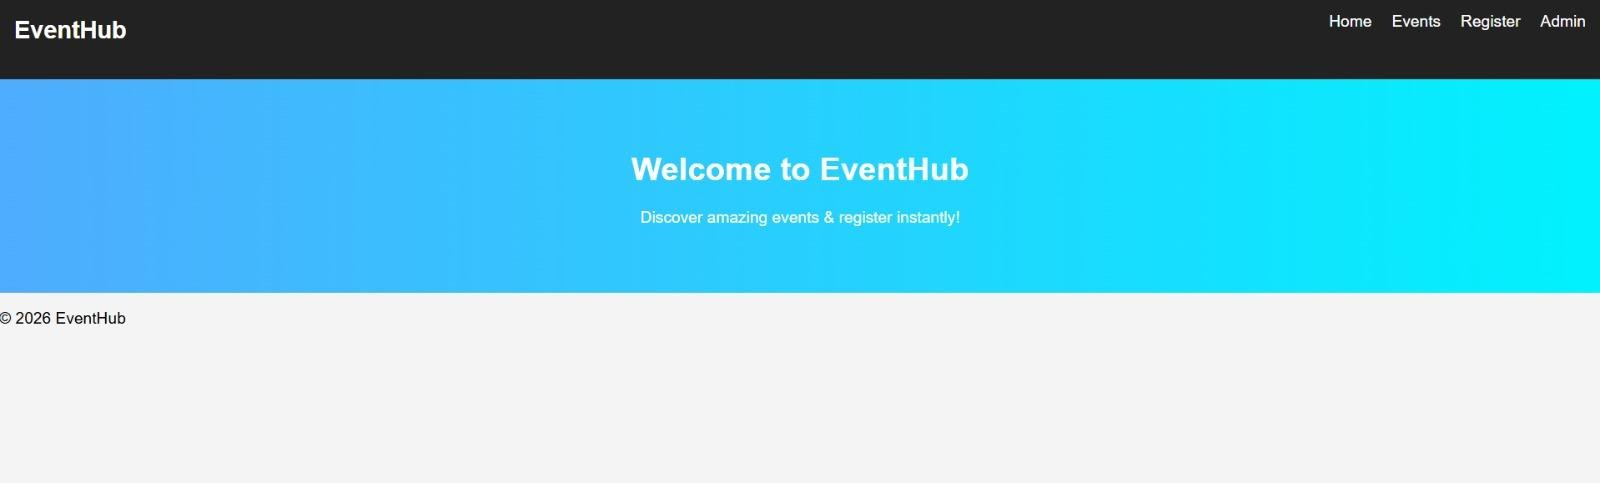 EventHub
Home Events Register Admin
Welcome to EventHub
Discover amazing events & register instantly!
© 2026 EventHub